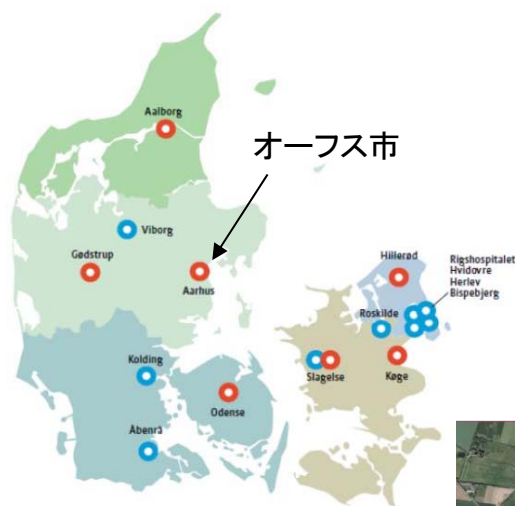 Aalborg
オーフス市
Viborg
Gødstrup
Aarhus
Hillerød
Rigshospitalet
Hvidovre
Herlev
Bispebjerg
Roskilde
Kolding
Slagelse
Køge
Odense
Åbenrå